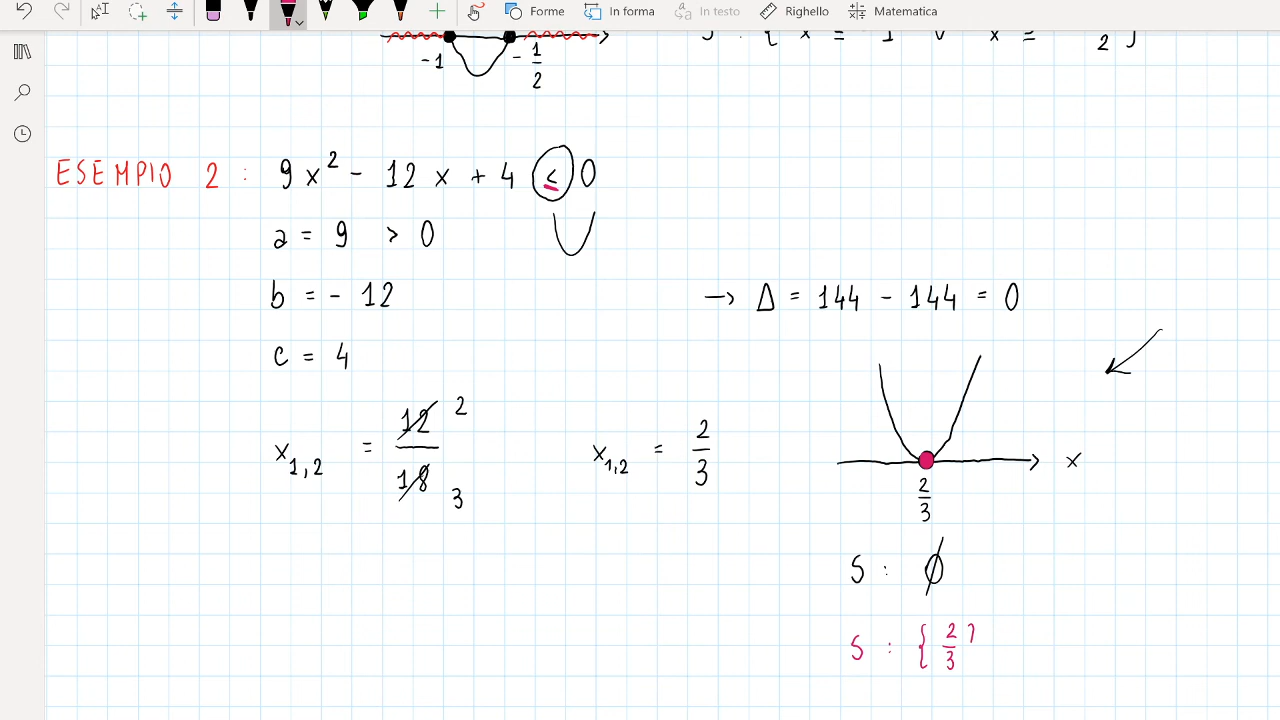 Forme In forma In testo Righello Matematica
-1 - 1/2
2 }
ESEMPIO 2 : 9x² - 12x + 4 ≤ 0
a = 9 > 0
b = - 12
→ Δ = 144 - 144 = 0
c = 4
x1,2 = 12/18 2 3
x1,2 = 2/3
x
2/3
S : ∅
S : { 2/3 }